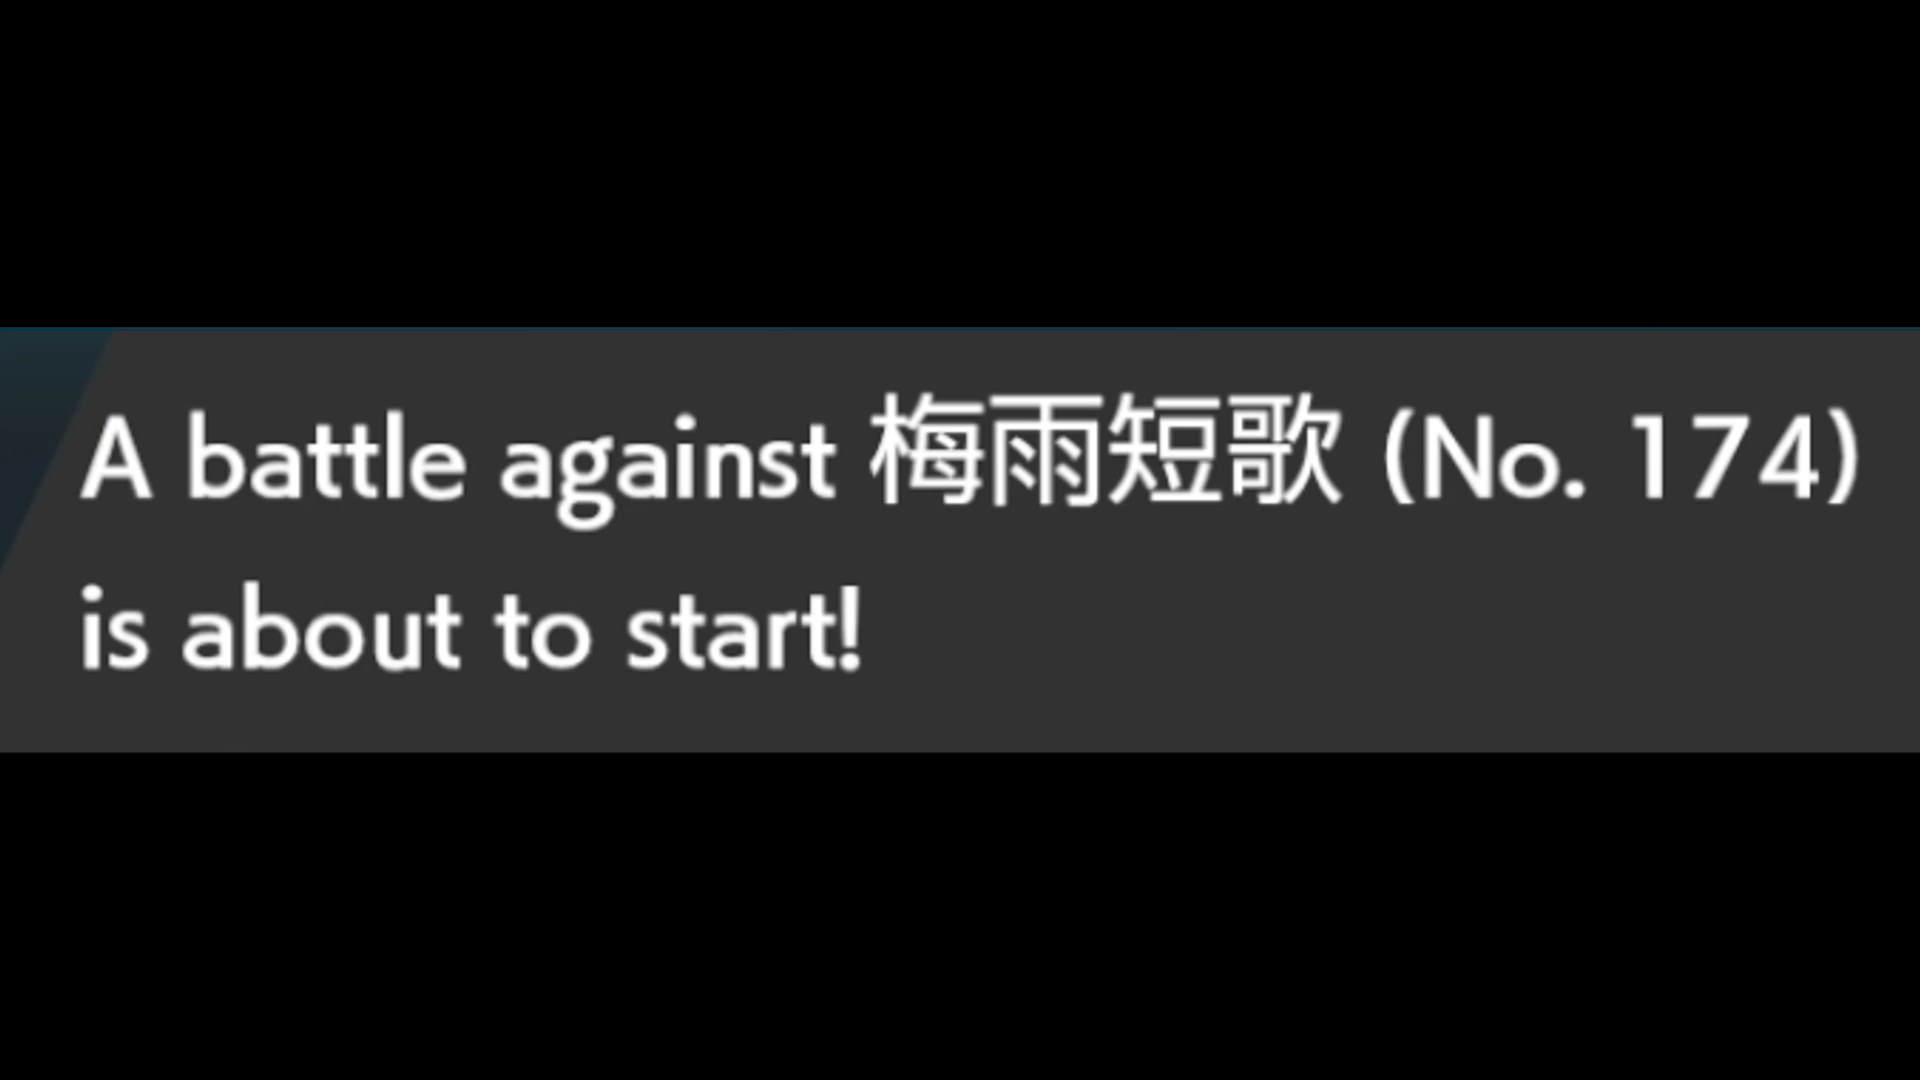 A battle against 梅雨短歌 (No. 174)
is about to start!